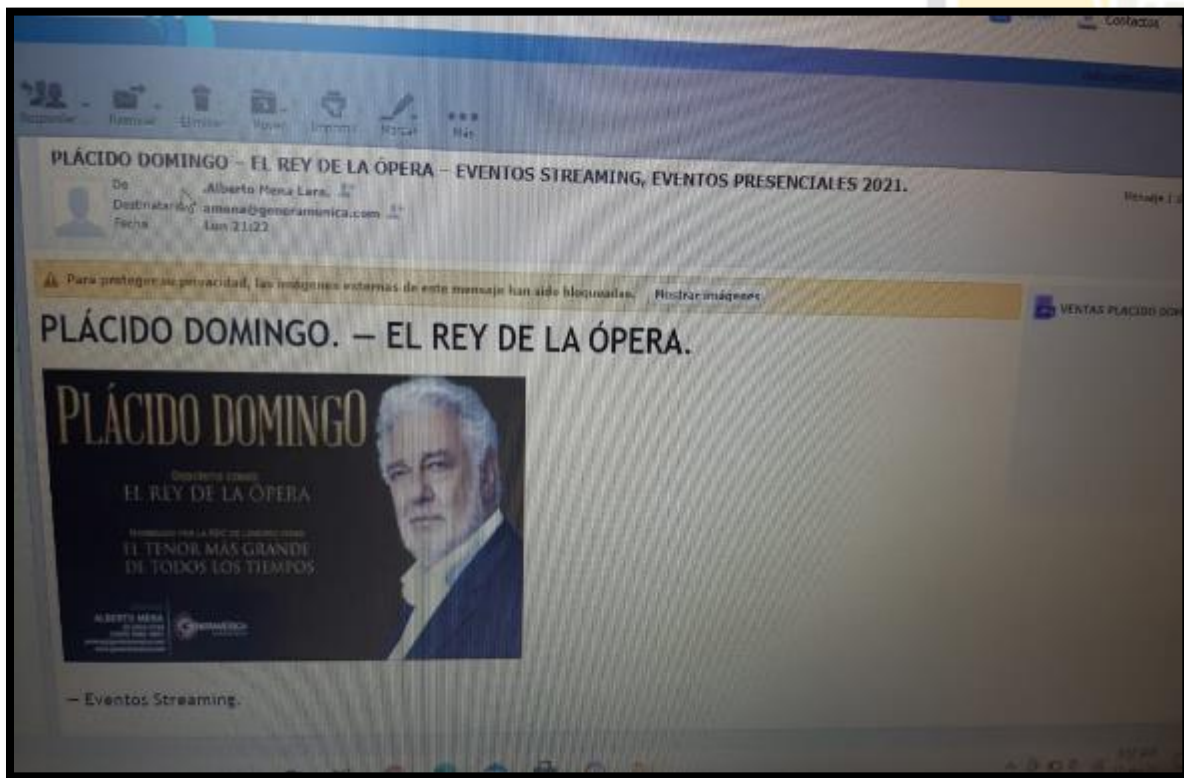 Contactos
Responder
Eliminar
Mover
Imprimir
Marcar
Más
PLÁCIDO DOMINGO – EL REY DE LA ÓPERA – EVENTOS STREAMING, EVENTOS PRESENCIALES 2021.
De Alberto Mena Lara.
Destinatario
Fecha Lun 21:22
Para proteger su privacidad, las imágenes externas de este mensaje han sido bloqueadas. Mostrar imágenes
VENTAS PLACIDO DOM
PLÁCIDO DOMINGO. — EL REY DE LA ÓPERA.
PLÁCIDO DOMINGO
EL REY DE LA ÓPERA
EL TENOR MÁS GRANDE
DE TODOS LOS TIEMPOS
ALBERTO MENA
— Eventos Streaming.